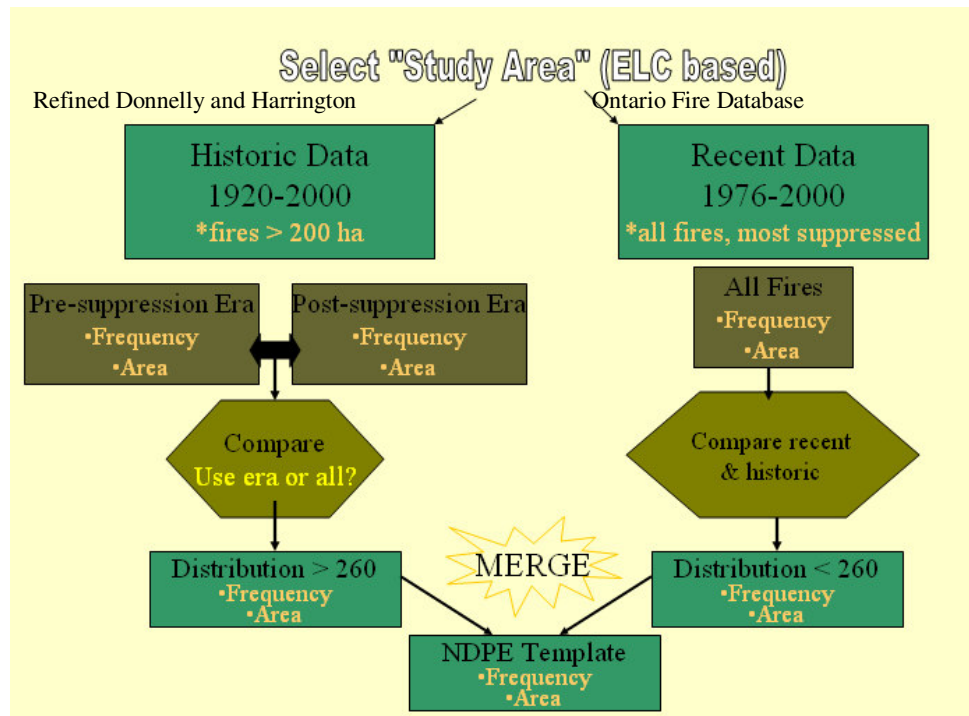 Select "Study Area" (ELC based)
Refined Donnelly and Harrington
Ontario Fire Database
Historic Data
1920-2000
*fires > 200 ha
Recent Data
1976-2000
*all fires, most suppressed
Pre-suppression Era
•Frequency
•Area
Post-suppression Era
•Frequency
•Area
All Fires
•Frequency
•Area
Compare
Use era or all?
Compare recent
& historic
Distribution > 260
•Frequency
•Area
MERGE
Distribution < 260
•Frequency
•Area
NDPE Template
•Frequency
•Area